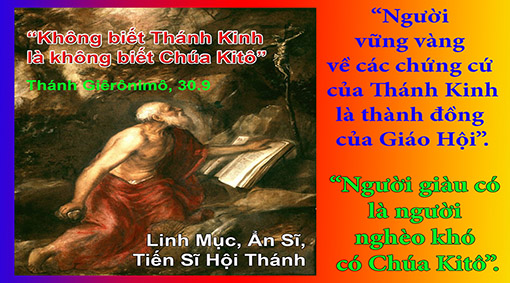 “Không biết Thánh Kinh
là không biết Chúa Kitô”
Thánh Giêrônimô, 30.9
Linh Mục, Ẩn Sĩ,
Tiến Sĩ Hội Thánh
“Người
vững vàng
về các chứng cứ
của Thánh Kinh
là thành đồng
của Giáo Hội”.
“Người giàu có
là người
nghèo khó
có Chúa Kitô”.